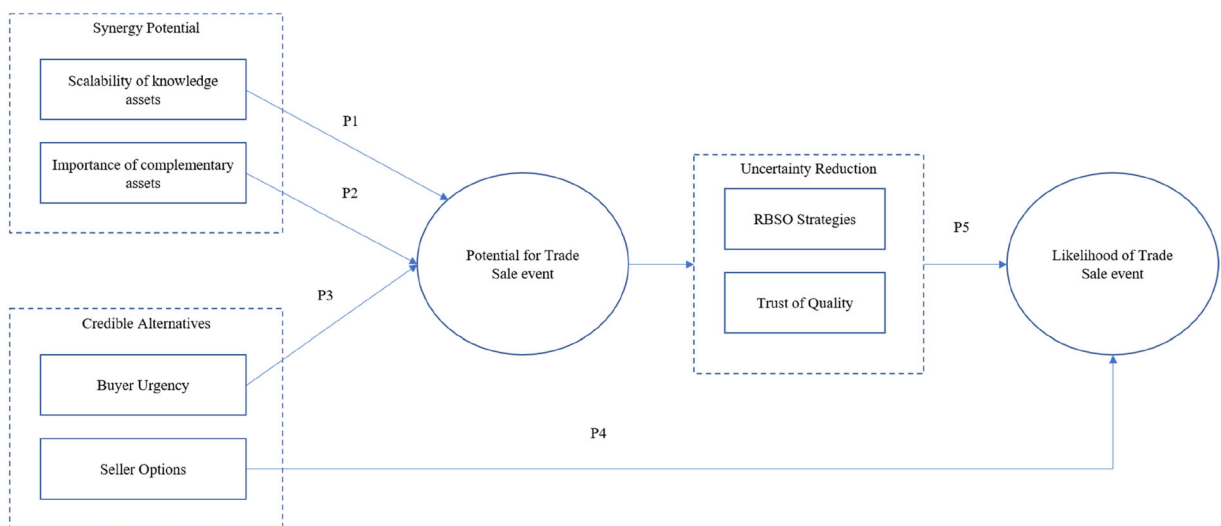 Synergy Potential
Scalability of knowledge
assets
Importance of complementary
assets
P1
P2
P3
Credible Alternatives
Buyer Urgency
Seller Options
Potential for Trade
Sale event
Uncertainty Reduction
RBSO Strategies
Trust of Quality
P5
P4
Likelihood of Trade
Sale event